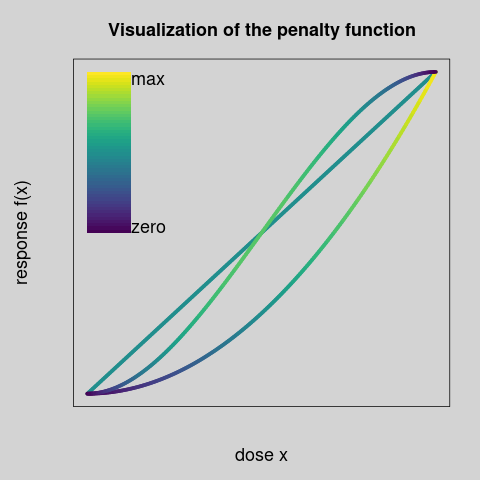 Visualization of the penalty function
max
zero
response f(x)
dose x